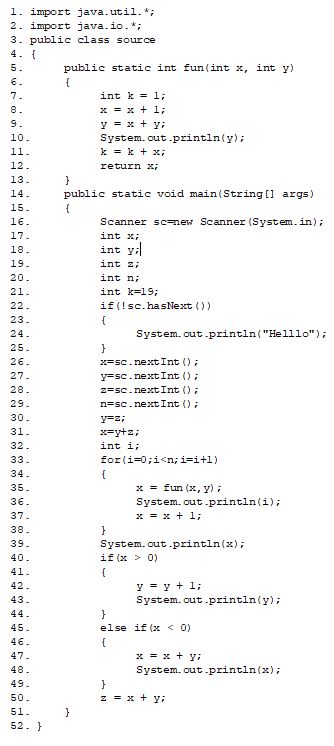 1. import java.util.*;
2. import java.io.*;
3. public class source
4. {
5. public static int fun(int x, int y)
6. {
7. int k = 1;
8. x = x + 1;
9. y = x + y;
10. System.out.println(y);
11. k = k + x;
12. return x;
13. }
14. public static void main(String[] args)
15. {
16. Scanner sc=new Scanner(System.in);
17. int x;
18. int y;
19. int z;
20. int n;
21. int k=19;
22. if(!sc.hasNext())
23. {
24. System.out.println("Helllo");
25. }
26. x=sc.nextInt();
27. y=sc.nextInt();
28. z=sc.nextInt();
29. n=sc.nextInt();
30. y=z;
31. x=y+z;
32. int i;
33. for(i=0;i<n;i=i+1)
34. {
35. x = fun(x,y);
36. System.out.println(i);
37. x = x + 1;
38. }
39. System.out.println(x);
40. if(x > 0)
41. {
42. y = y + 1;
43. System.out.println(y);
44. }
45. else if(x < 0)
46. {
47. x = x + y;
48. System.out.println(x);
49. }
50. z = x + y;
51. }
52. }